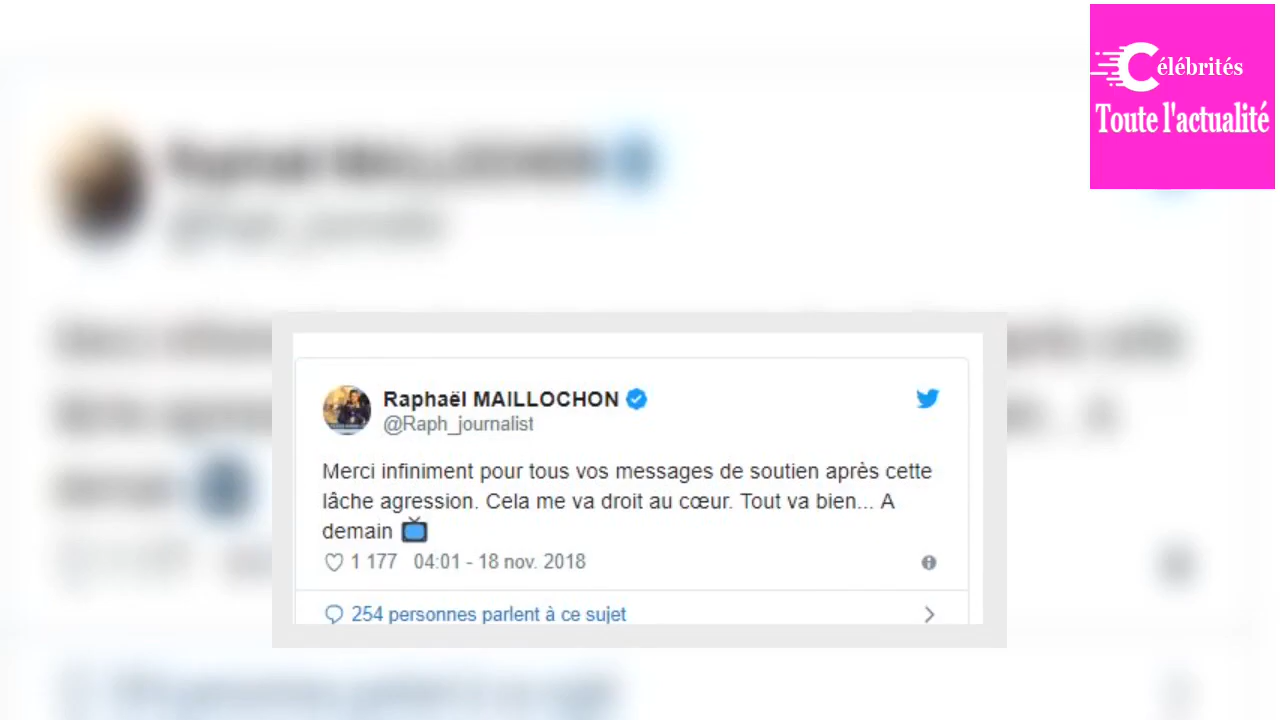 Célébrités
Toute l'actualité
Raphaël MAILLOCHON
@Raph_journalist
Merci infiniment pour tous vos messages de soutien après cette
lâche agression. Cela me va droit au cœur. Tout va bien... A
demain
1 177 04:01 - 18 nov. 2018
254 personnes parlent à ce sujet